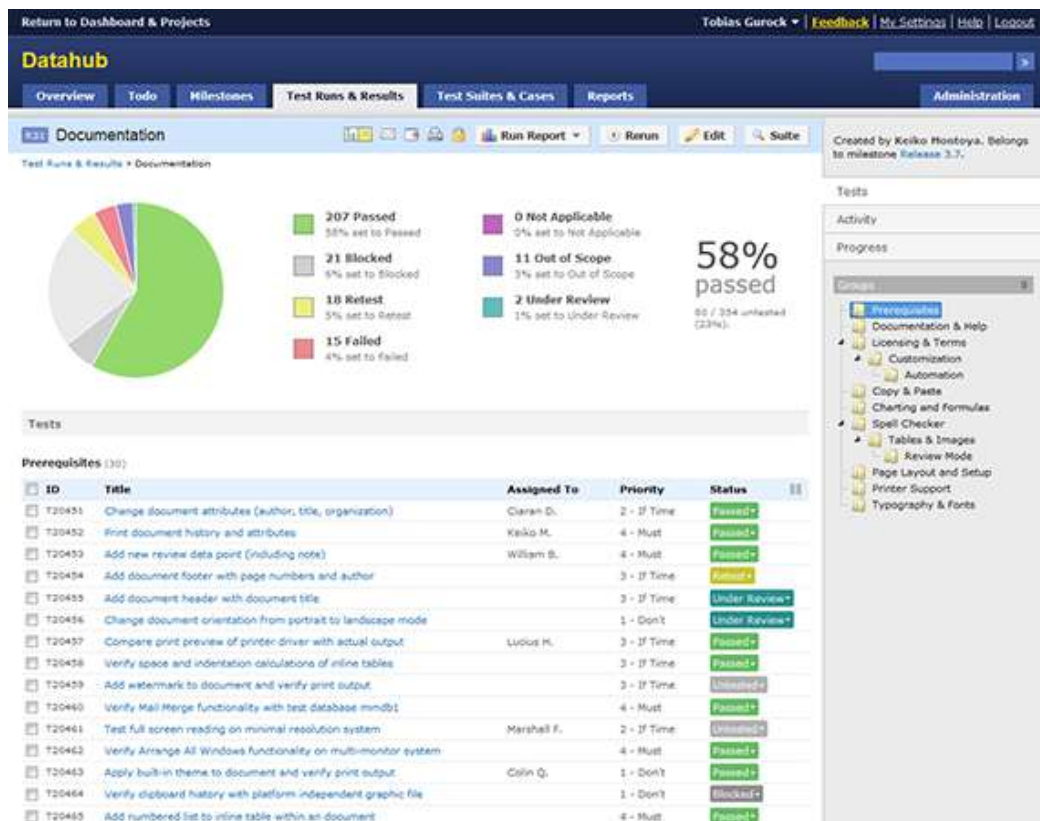 Return to Dashboard & Projects
Tobias Gurock | Feedback | My Settings | Help | Logout
Datahub
Overview Todo Milestones Test Runs & Results Test Suites & Cases Reports Administration
R31 Documentation Run Report Rerun Edit Suite
Test Runs & Results > Documentation
Created by Keiko Montoya. Belongs
to milestone Release 3.7.
Tests
Activity
Progress
Groups
Prerequisites
Documentation & Help
Licensing & Terms
Customization
Automation
Copy & Paste
Charting and Formulas
Spell Checker
Tables & Images
Review Mode
Page Layout and Setup
Printer Support
Typography & Fonts
207 Passed
58% set to Passed
21 Blocked
6% set to Blocked
18 Retest
5% set to Retest
15 Failed
4% set to Failed
0 Not Applicable
0% set to Not Applicable
11 Out of Scope
3% set to Out of Scope
2 Under Review
1% set to Under Review
58%
passed
80 / 354 untested
(23%).
Tests
Prerequisites (30)
ID Title Assigned To Priority Status
T20451 Change document attributes (author, title, organization) Ciaran D. 2 - If Time Passed
T20452 Print document history and attributes Keiko M. 4 - Must Passed
T20453 Add new review data point (including note) William B. 4 - Must Passed
T20454 Add document footer with page numbers and author 3 - If Time Retest
T20455 Add document header with document title 3 - If Time Under Review
T20456 Change document orientation from portrait to landscape mode 1 - Don't Under Review
T20457 Compare print preview of printer driver with actual output Lucius H. 3 - If Time Passed
T20458 Verify space and indentation calculations of inline tables 3 - If Time Passed
T20459 Add watermark to document and verify print output 3 - If Time Untested
T20460 Verify Mail Merge functionality with test database mmdb1 4 - Must Passed
T20461 Test full screen reading on minimal resolution system Marshall F. 2 - If Time Untested
T20462 Verify Arrange All Windows functionality on multi-monitor system 4 - Must Passed
T20463 Apply built-in theme to document and verify print output Colin Q. 1 - Don't Passed
T20464 Verify clipboard history with platform independent graphic file 1 - Don't Blocked
T20465 Add numbered list to inline table within an document 4 - Must Passed